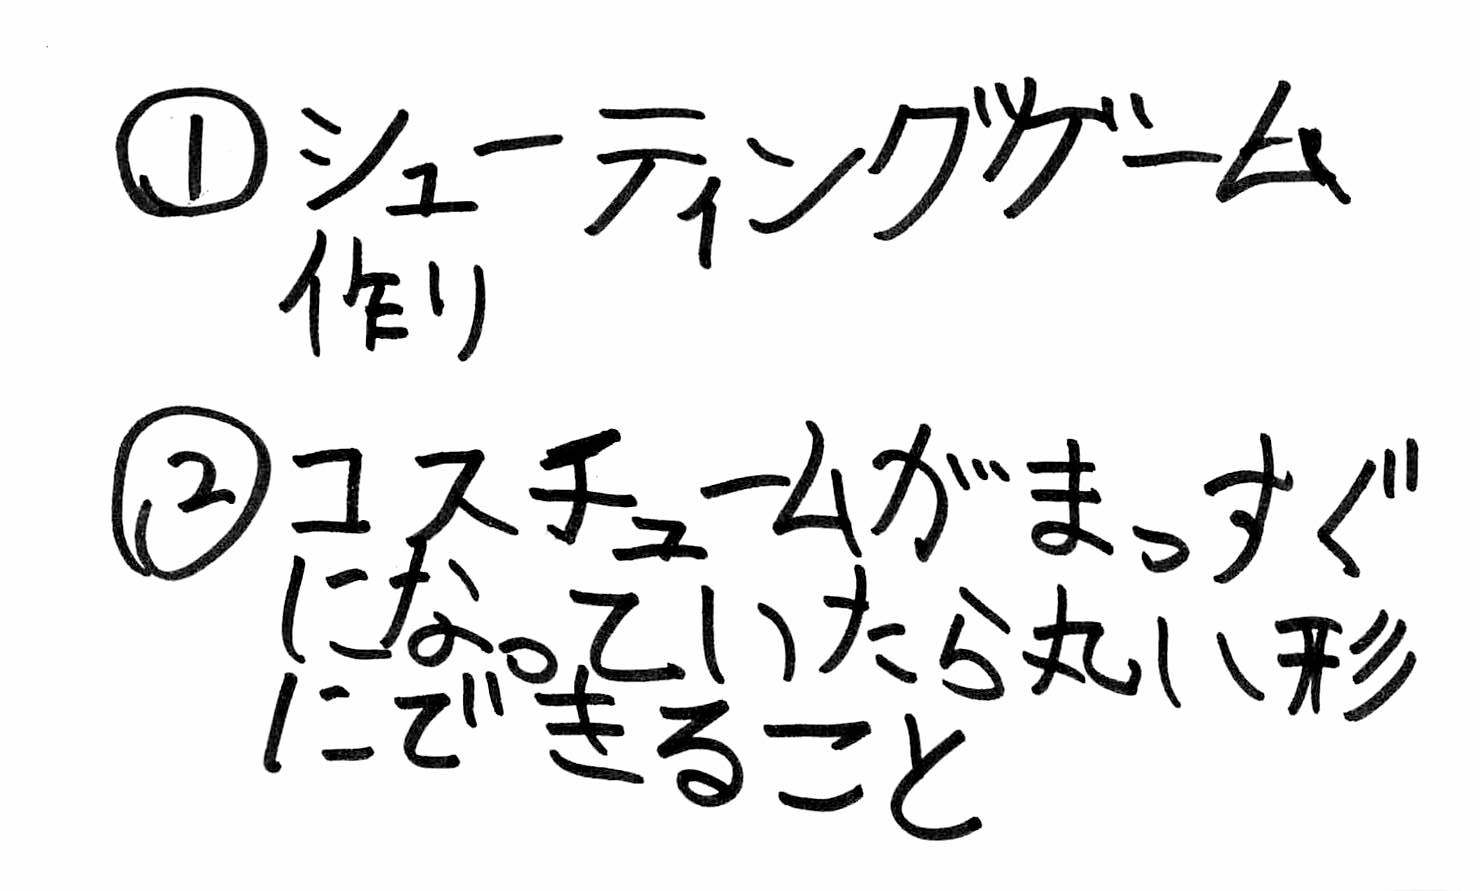 ① シューティングゲーム
作り
② コスチュームがまっすぐ
になっていたら丸い形
にできること